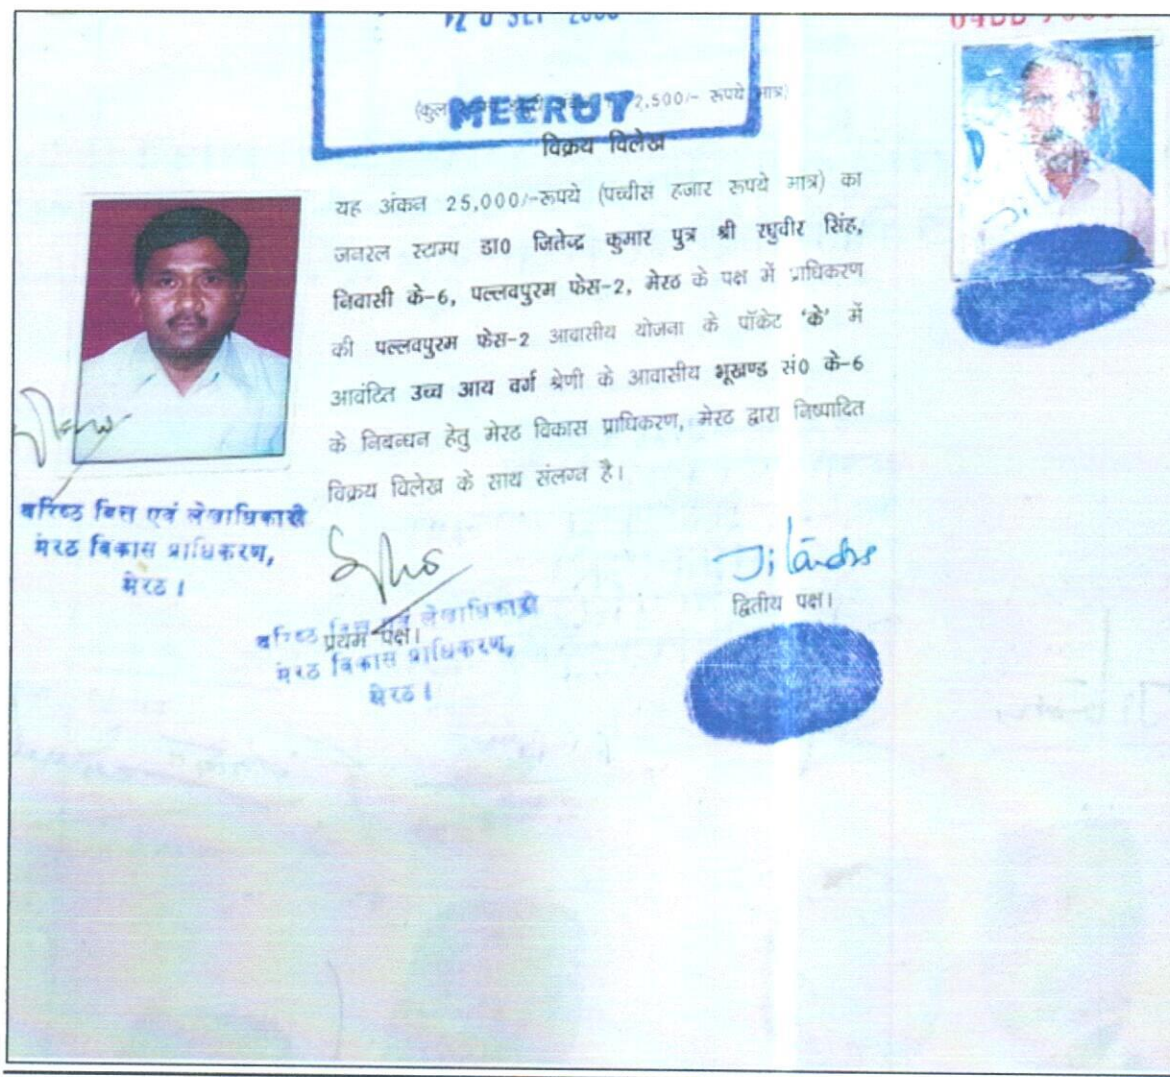 MEERUT
2,500/- रूपये मात्र)
विक्रय विलेख
यह अंकन 25,000/-रूपये (पच्चीस हजार रूपये मात्र) का
जनरल स्टाम्प डा0 जितेन्द्र कुमार पुत्र श्री रघुवीर सिंह,
निवासी के-6, पल्लवपुरम फेस-2, मेरठ के पक्ष में प्राधिकरण
की पल्लवपुरम फेस-2 आवासीय योजना के पॉकेट 'के' में
आवंटित उच्च आय वर्ग श्रेणी के आवासीय भूखण्ड सं0 के-6
के निबन्धन हेतु मेरठ विकास प्राधिकरण, मेरठ द्वारा निष्पादित
विक्रय विलेख के साथ संलग्न है।
वरिष्ठ वित्त एवं लेखाधिकारी
मेरठ विकास प्राधिकरण,
मेरठ ।
द्वितीय पक्ष।
प्रथम पक्ष।
वरिष्ठ वित्त एवं लेखाधिकारी
मेरठ विकास प्राधिकरण,
मेरठ ।